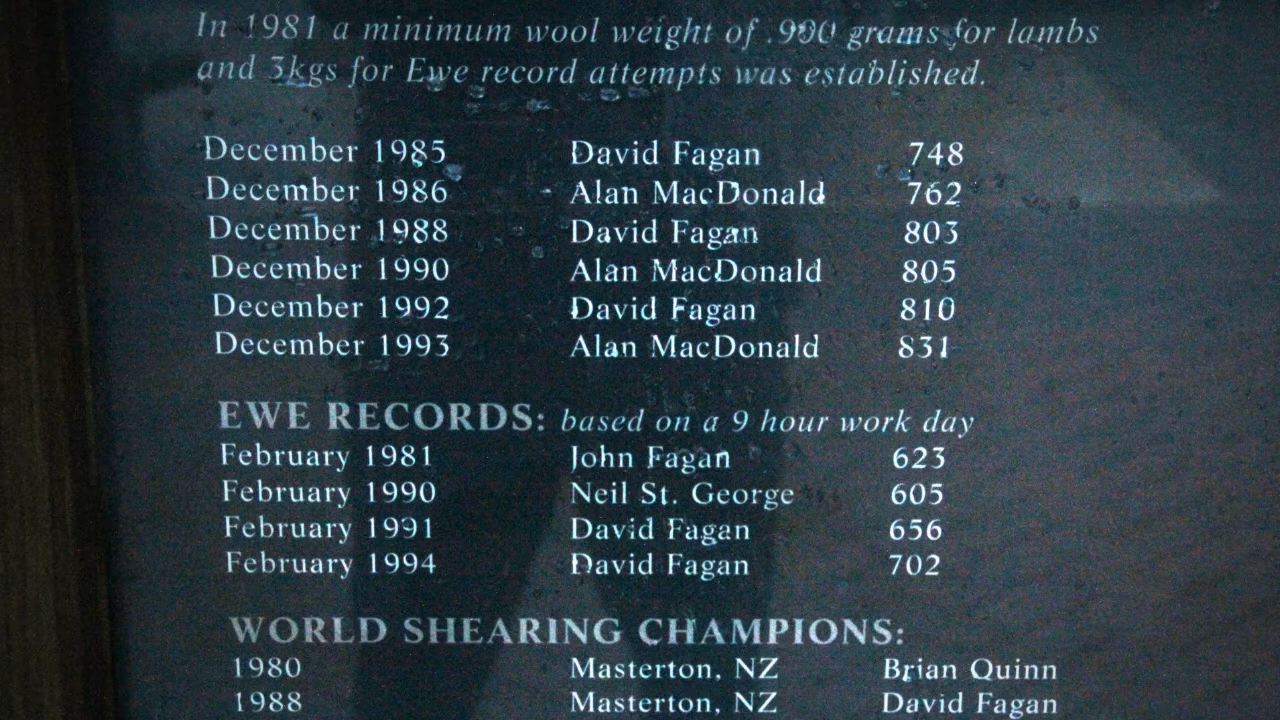 In 1981 a minimum wool weight of .900 grams for lambs
and 3kgs for Ewe record attempts was established.
December 1985 David Fagan 748
December 1986 - Alan MacDonald 762
December 1988 David Fagan 803
December 1990 Alan MacDonald 805
December 1992 David Fagan 810
December 1993 Alan MacDonald 831
EWE RECORDS: based on a 9 hour work day
February 1981 John Fagan 623
February 1990 Neil St. George 605
February 1991 David Fagan 656
February 1994 David Fagan 702
WORLD SHEARING CHAMPIONS:
1980 Masterton, NZ Brian Quinn
1988 Masterton, NZ David Fagan